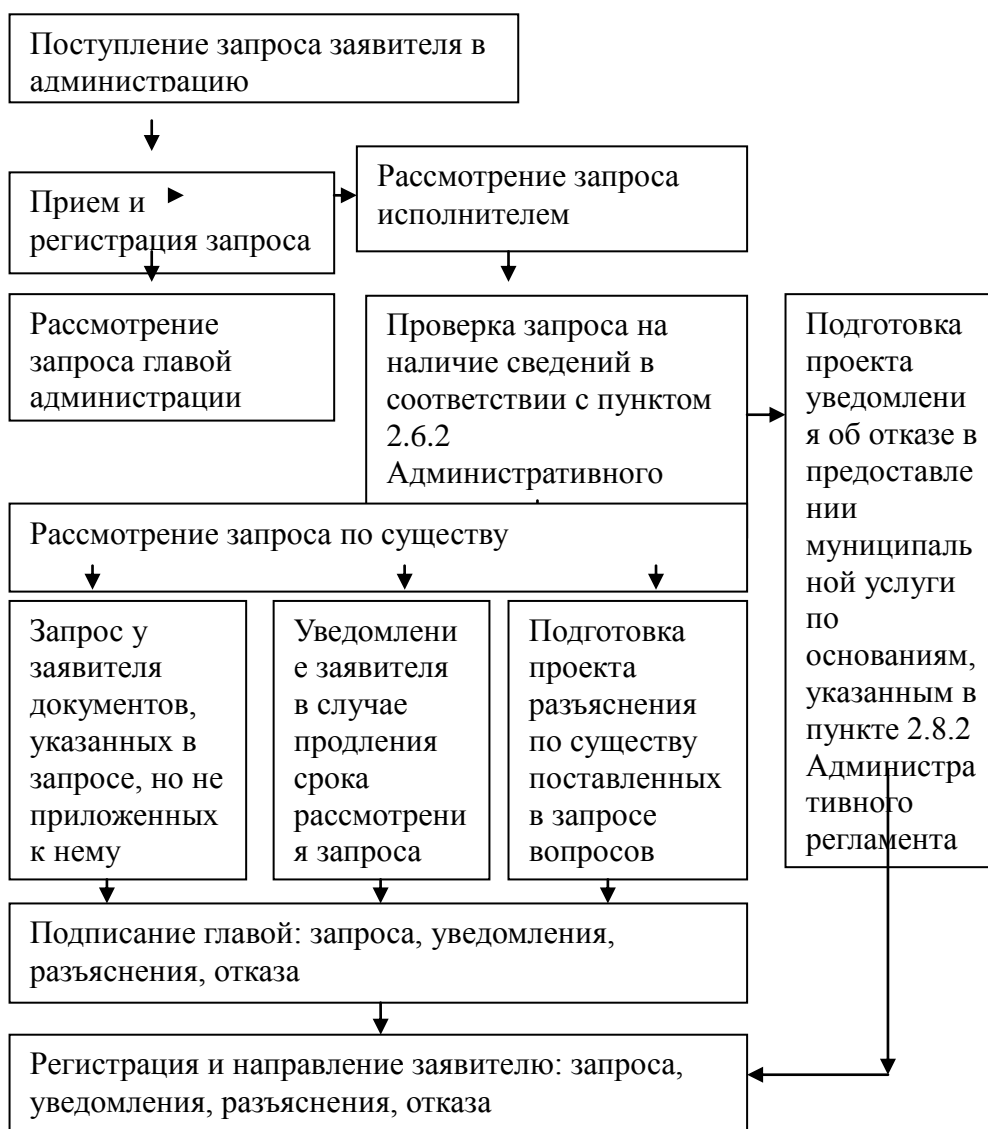 Поступление запроса заявителя в
администрацию
Прием и
регистрация запроса
Рассмотрение запроса
исполнителем
Рассмотрение
запроса главой
администрации
Проверка запроса на
наличие сведений в
соответствии с пунктом
2.6.2
Административного
Подготовка
проекта
уведомлени
я об отказе в
предоставле
нии
муниципаль
ной услуги
по
основаниям,
указанным в
пункте 2.8.2
Администра
тивного
регламента
Рассмотрение запроса по существу
Запрос у
заявителя
документов,
указанных в
запросе, но не
приложенных
к нему
Уведомлени
е заявителя
в случае
продления
срока
рассмотрени
я запроса
Подготовка
проекта
разъяснения
по существу
поставленных
в запросе
вопросов
Подписание главой: запроса, уведомления,
разъяснения, отказа
Регистрация и направление заявителю: запроса,
уведомления, разъяснения, отказа